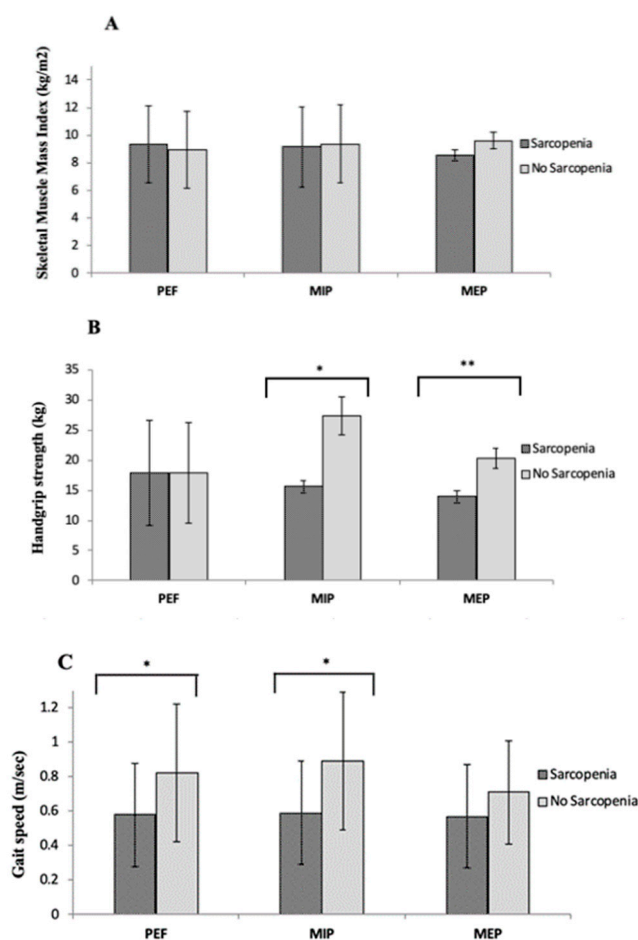 A
Skeletal Muscle Mass Index (kg/m2)
14
12
10
8
6
4
2
0
Sarcopenia
No Sarcopenia
PEF MIP MEP
B
Handgrip strength (kg)
35
30
25
20
15
10
5
0
* **
Sarcopenia
No Sarcopenia
PEF MIP MEP
C
Gait speed (m/sec)
* *
1.2
1
0.8
0.6
0.4
0.2
0
Sarcopenia
No Sarcopenia
PEF MIP MEP